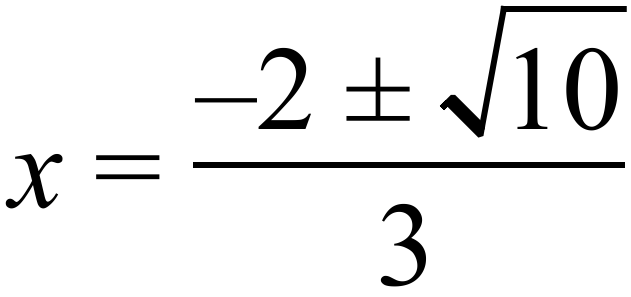 x = (−2 ± √10) / 3